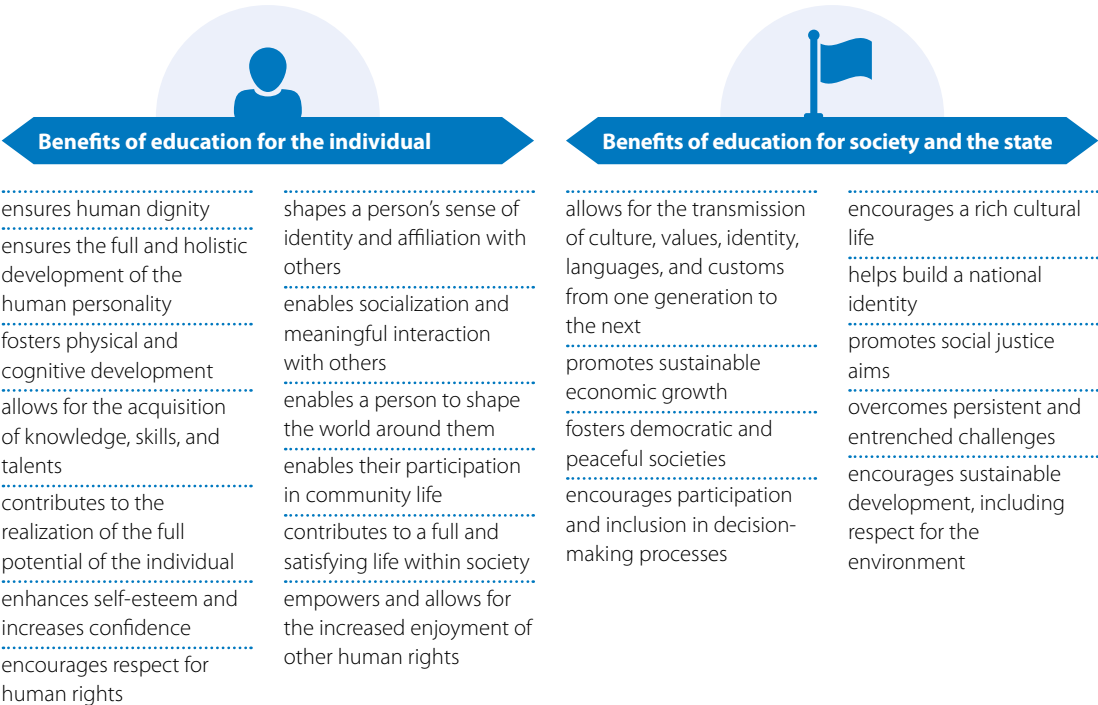 Benefits of education for the individual
ensures human dignity
ensures the full and holistic
development of the
human personality
fosters physical and
cognitive development
allows for the acquisition
of knowledge, skills, and
talents
contributes to the
realization of the full
potential of the individual
enhances self-esteem and
increases confidence
encourages respect for
human rights
shapes a person’s sense of
identity and affiliation with
others
enables socialization and
meaningful interaction
with others
enables a person to shape
the world around them
enables their participation
in community life
contributes to a full and
satisfying life within society
empowers and allows for
the increased enjoyment of
other human rights
Benefits of education for society and the state
allows for the transmission
of culture, values, identity,
languages, and customs
from one generation to
the next
promotes sustainable
economic growth
fosters democratic and
peaceful societies
encourages participation
and inclusion in decision-
making processes
encourages a rich cultural
life
helps build a national
identity
promotes social justice
aims
overcomes persistent and
entrenched challenges
encourages sustainable
development, including
respect for the
environment